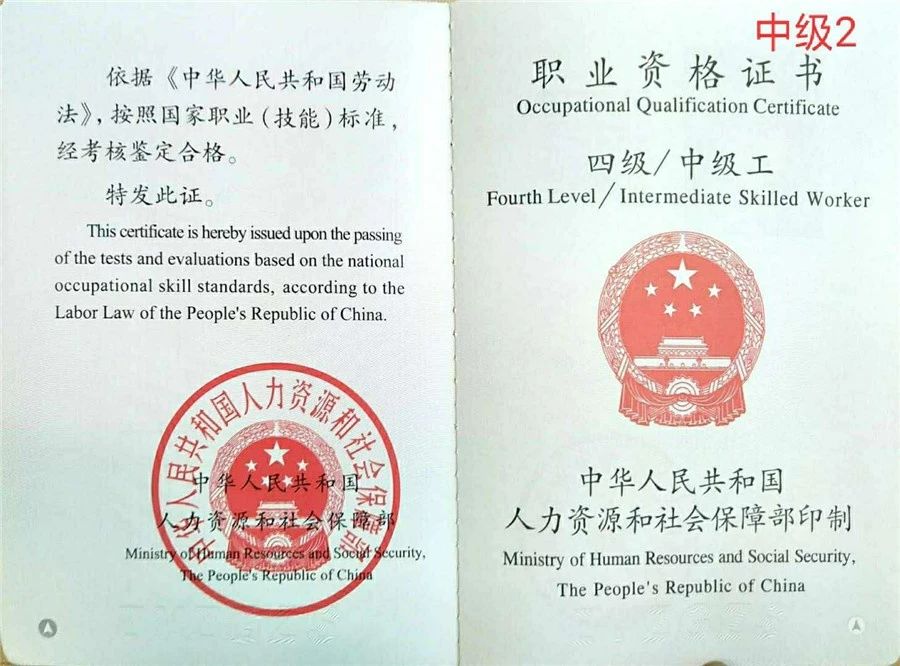 依据《中华人民共和国劳动
法》，按照国家职业（技能）标准，
经考核鉴定合格。
特发此证。
This certificate is hereby issued upon the passing
of the tests and evaluations based on the national
occupational skill standards, according to the
Labor Law of the People's Republic of China.
中华人民共和国人力资源和社会保障部
中华人民共和国
人力资源和社会保障部
Ministry of Human Resources and Social Security,
The People's Republic of China
中级2
职业资格证书
Occupational Qualification Certificate
四级/中级工
Fourth Level/Intermediate Skilled Worker
中华人民共和国
人力资源和社会保障部印制
Ministry of Human Resources and Social Security,
The People's Republic of China